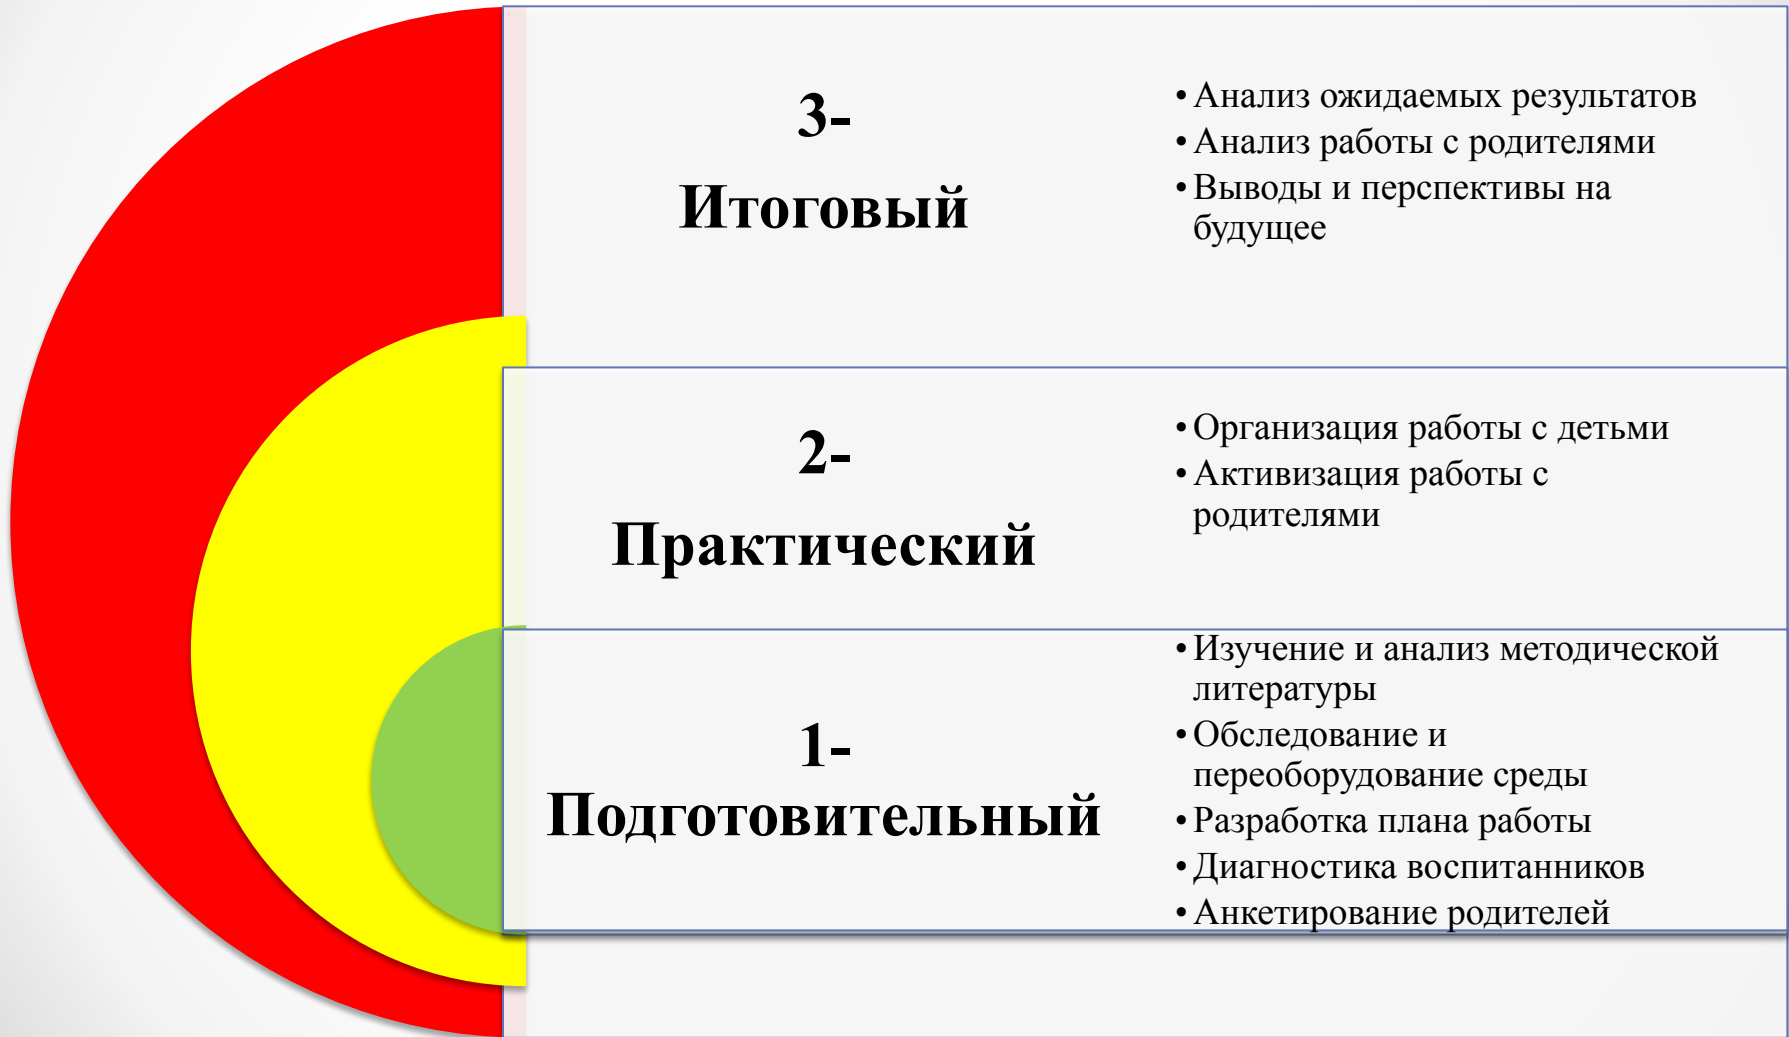 3-
Итоговый
• Анализ ожидаемых результатов
• Анализ работы с родителями
• Выводы и перспективы на
будущее
2-
Практический
• Организация работы с детьми
• Активизация работы с
родителями
1-
Подготовительный
• Изучение и анализ методической
литературы
• Обследование и
переоборудование среды
• Разработка плана работы
• Диагностика воспитанников
• Анкетирование родителей